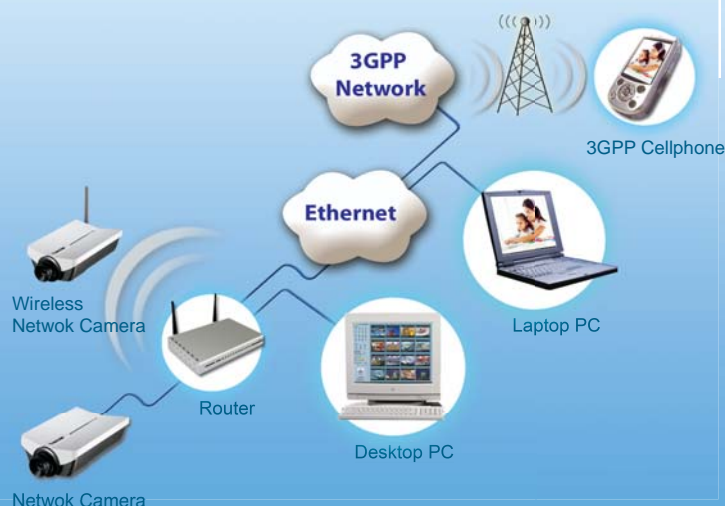 3GPP
Network
3GPP Cellphone
Ethernet
Wireless
Netwok Camera
Laptop PC
Router
Desktop PC
Netwok Camera